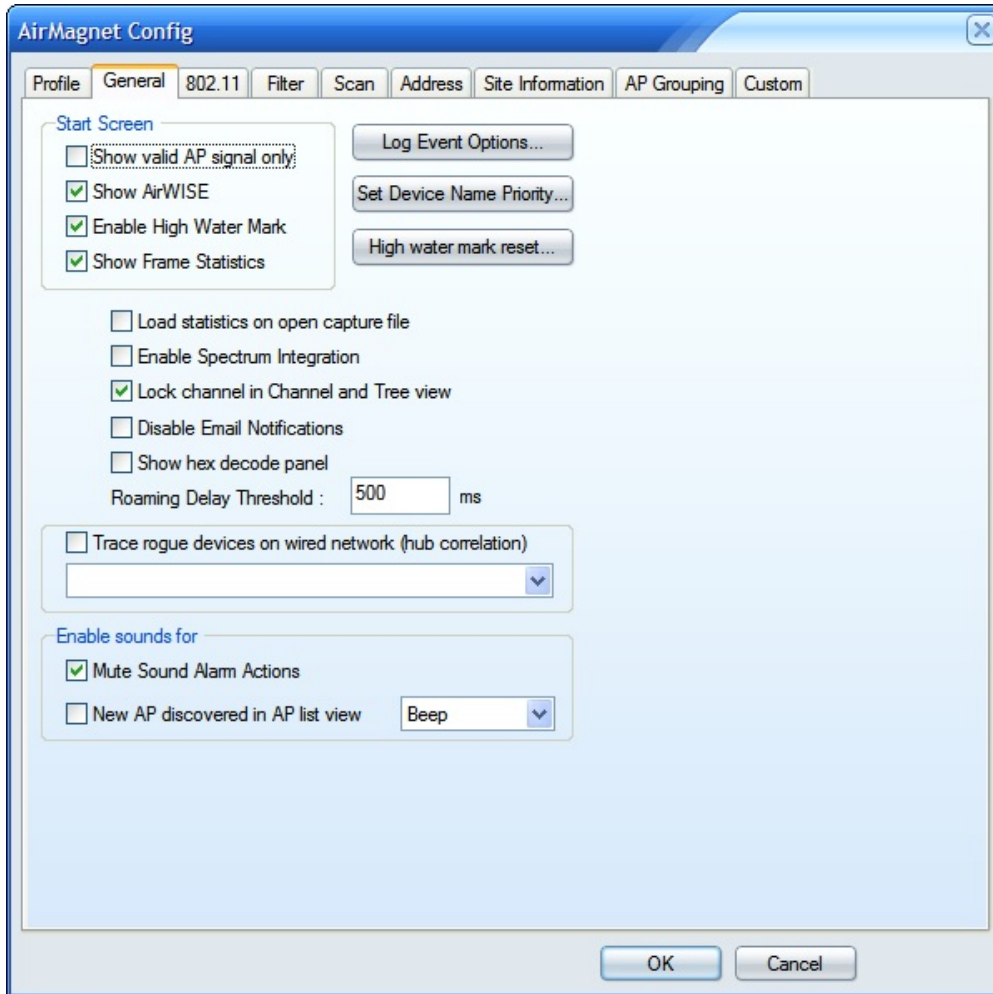 AirMagnet Config
Profile General 802.11 Filter Scan Address Site Information AP Grouping Custom
Start Screen
Show valid AP signal only
Show AirWISE
Enable High Water Mark
Show Frame Statistics
Log Event Options...
Set Device Name Priority...
High water mark reset...
Load statistics on open capture file
Enable Spectrum Integration
Lock channel in Channel and Tree view
Disable Email Notifications
Show hex decode panel
Roaming Delay Threshold : 500 ms
Trace rogue devices on wired network (hub correlation)
Enable sounds for
Mute Sound Alarm Actions
New AP discovered in AP list view Beep
OK Cancel